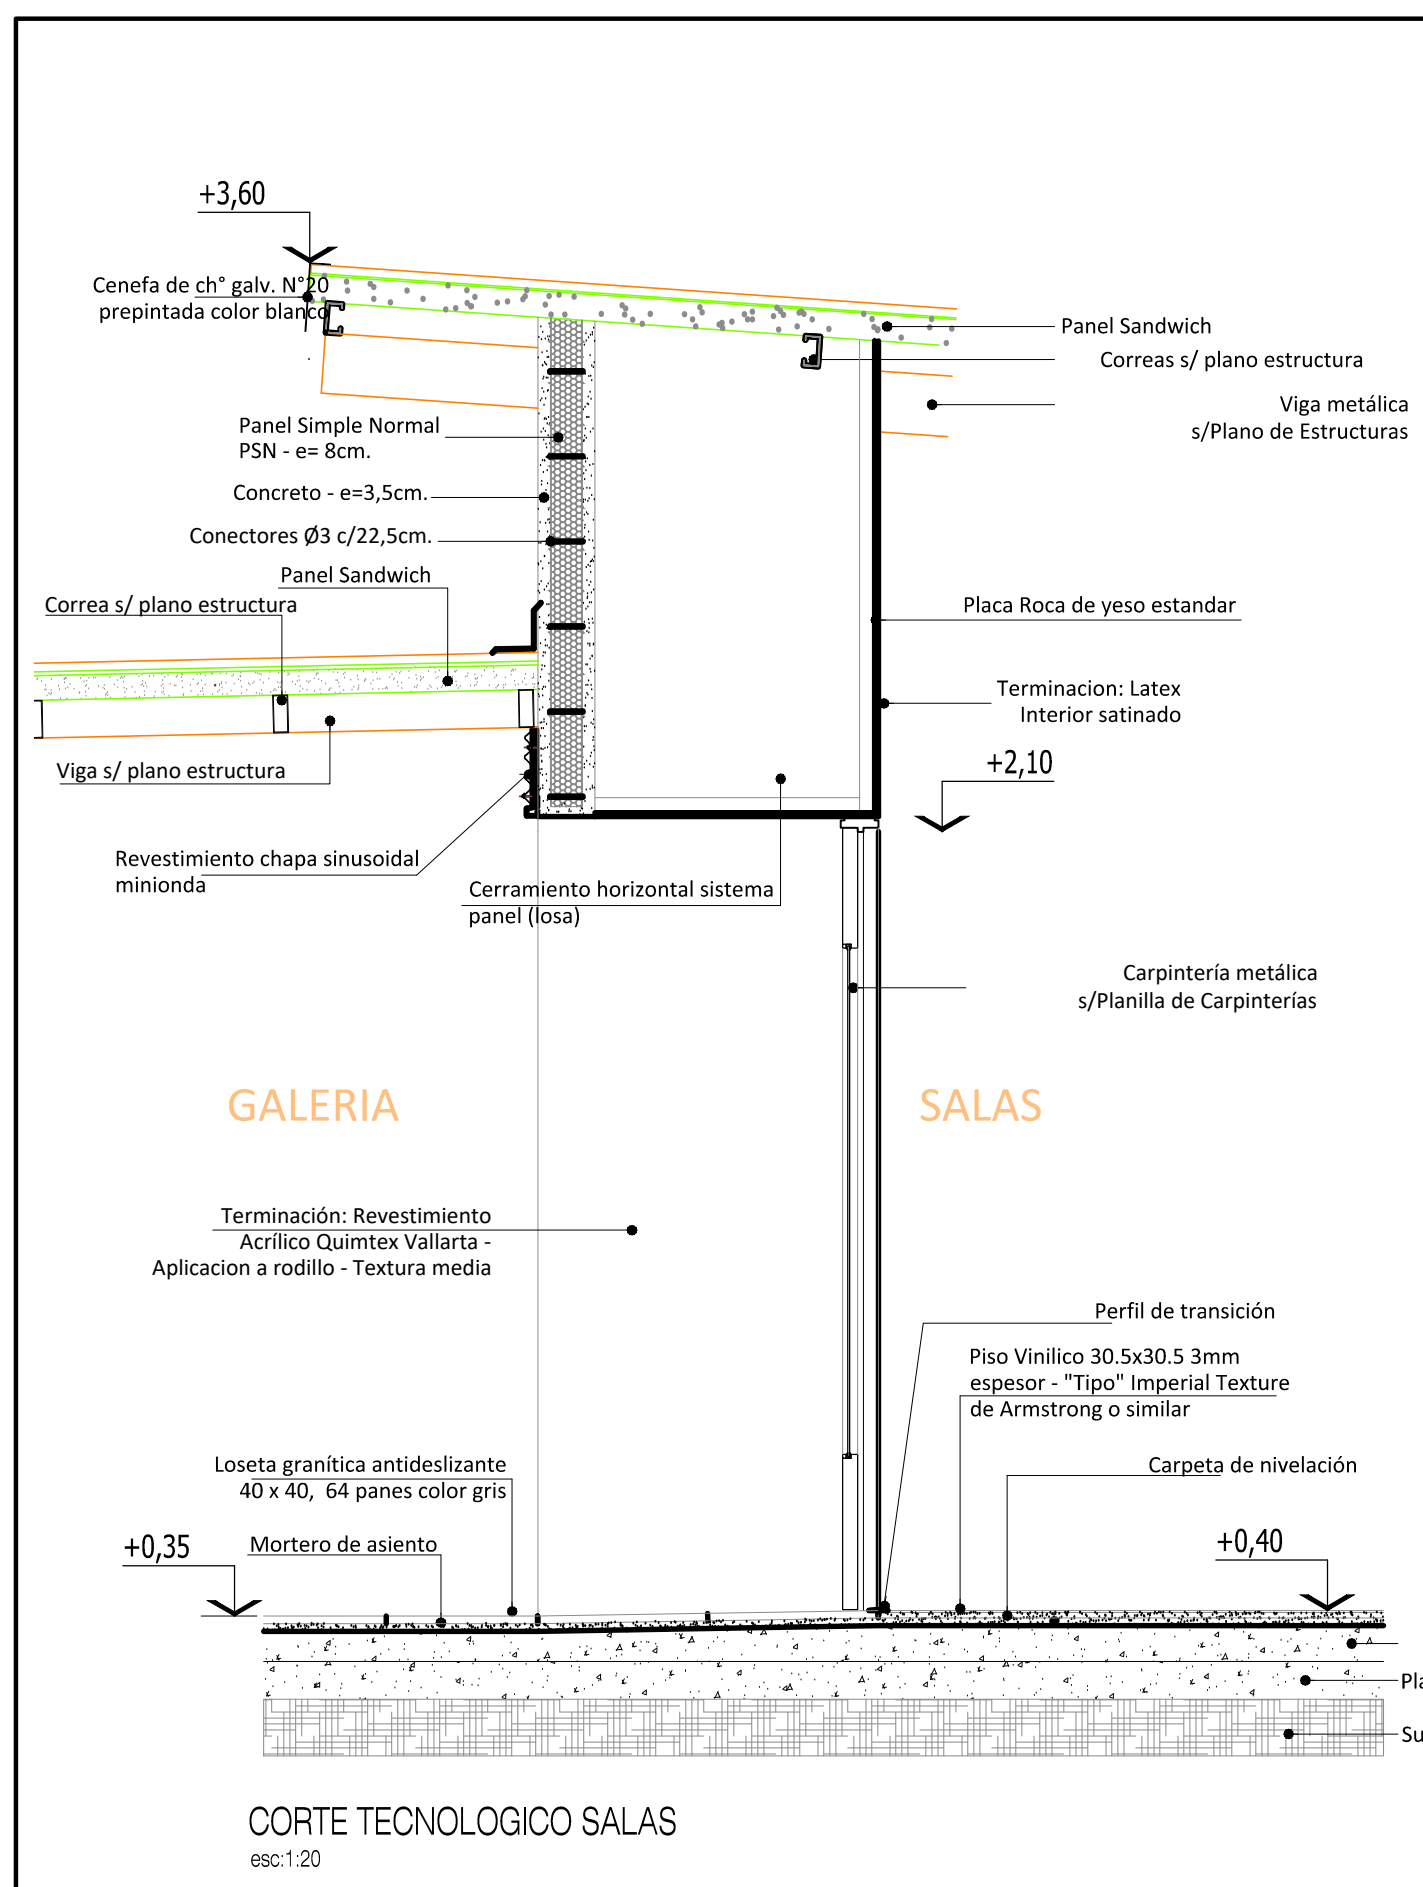 +3,60
Cenefa de ch° galv. N°20
prepintada color blanco
Panel Sandwich
Correas s/ plano estructura
Viga metálica
s/Plano de Estructuras
Panel Simple Normal
PSN - e= 8cm.
Concreto - e=3,5cm.
Conectores Ø3 c/22,5cm.
Panel Sandwich
Correa s/ plano estructura
Placa Roca de yeso estandar
Terminacion: Latex
Interior satinado
+2,10
Viga s/ plano estructura
Revestimiento chapa sinusoidal
minionda
Cerramiento horizontal sistema
panel (losa)
Carpintería metálica
s/Planilla de Carpinterías
GALERIA
SALAS
Terminación: Revestimiento
Acrílico Quimtex Vallarta -
Aplicacion a rodillo - Textura media
Perfil de transición
Piso Vinilico 30.5x30.5 3mm
espesor - "Tipo" Imperial Texture
de Armstrong o similar
Loseta granítica antideslizante
40 x 40,  64 panes color gris
Carpeta de nivelación
+0,35
Mortero de asiento
+0,40
Pla
Su
CORTE TECNOLOGICO SALAS
esc:1:20